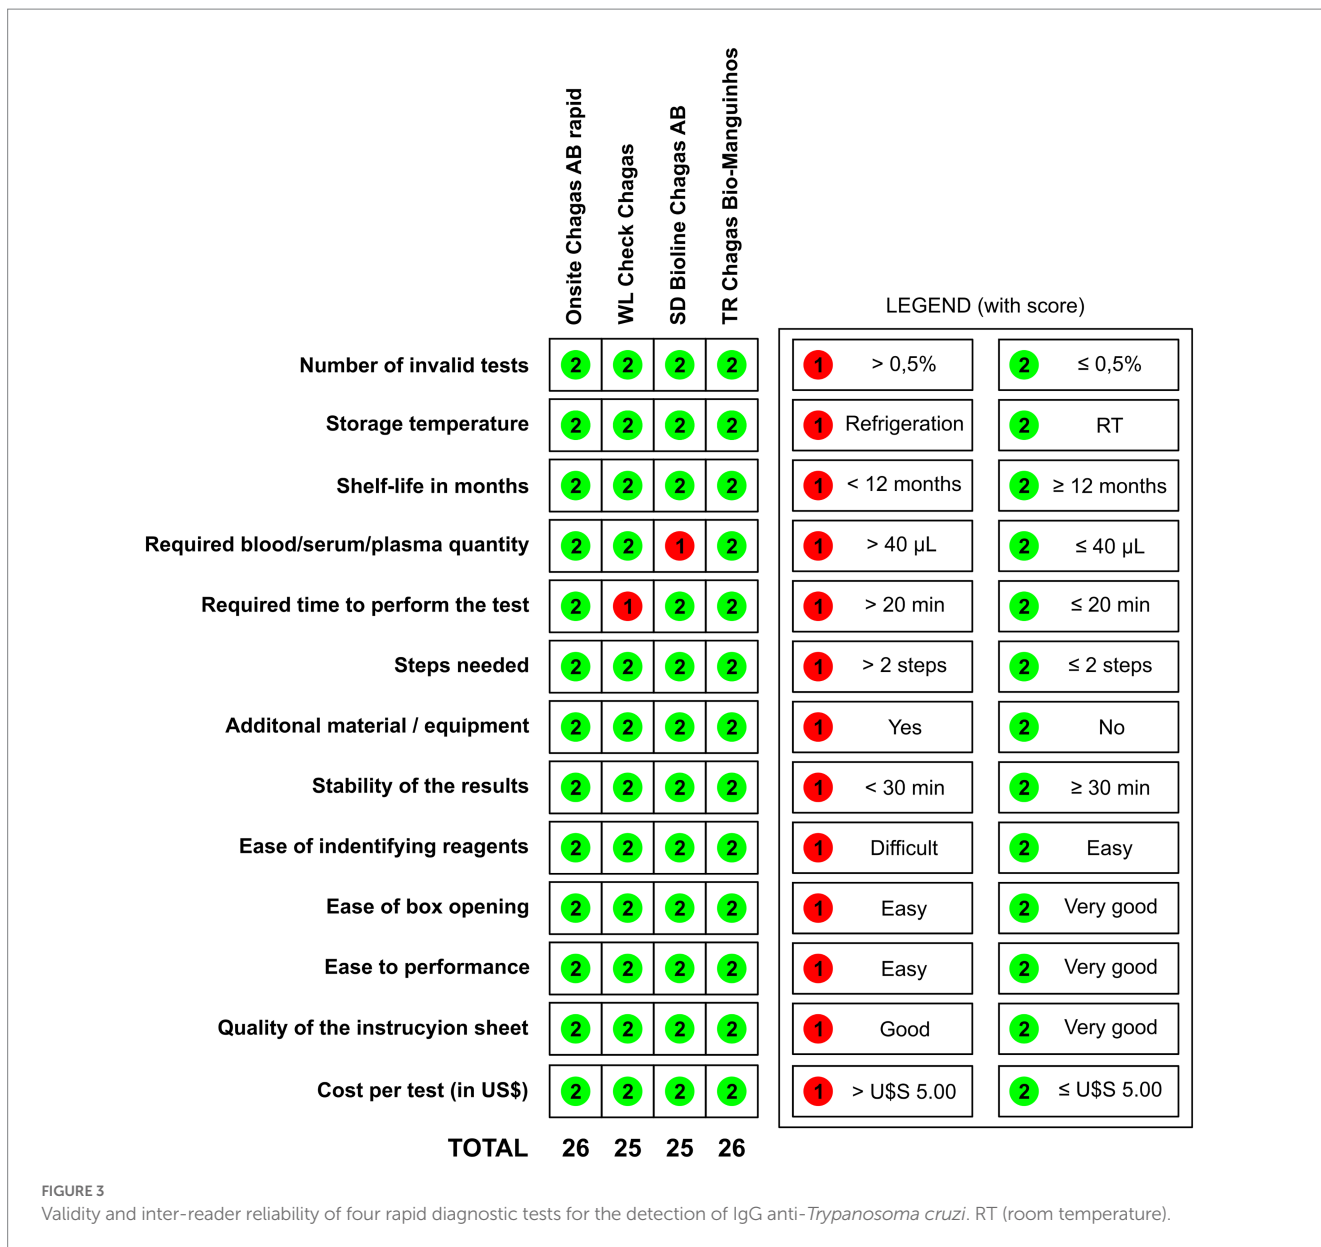 Onsite Chagas AB rapid
WL Check Chagas
SD Bioline Chagas AB
TR Chagas Bio-Manguinhos
LEGEND (with score)
Number of invalid tests 2 2 2 2 1 > 0,5% 2 ≤ 0,5%
Storage temperature 2 2 2 2 1 Refrigeration 2 RT
Shelf-life in months 2 2 2 2 1 < 12 months 2 ≥ 12 months
Required blood/serum/plasma quantity 2 2 1 2 1 > 40 µL 2 ≤ 40 µL
Required time to perform the test 2 1 2 2 1 > 20 min 2 ≤ 20 min
Steps needed 2 2 2 2 1 > 2 steps 2 ≤ 2 steps
Additonal material / equipment 2 2 2 2 1 Yes 2 No
Stability of the results 2 2 2 2 1 < 30 min 2 ≥ 30 min
Ease of indentifying reagents 2 2 2 2 1 Difficult 2 Easy
Ease of box opening 2 2 2 2 1 Easy 2 Very good
Ease to performance 2 2 2 2 1 Easy 2 Very good
Quality of the instrucyion sheet 2 2 2 2 1 Good 2 Very good
Cost per test (in US$) 2 2 2 2 1 > U$S 5.00 2 ≤ U$S 5.00
TOTAL 26 25 25 26
FIGURE 3
Validity and inter-reader reliability of four rapid diagnostic tests for the detection of IgG anti-Trypanosoma cruzi. RT (room temperature).